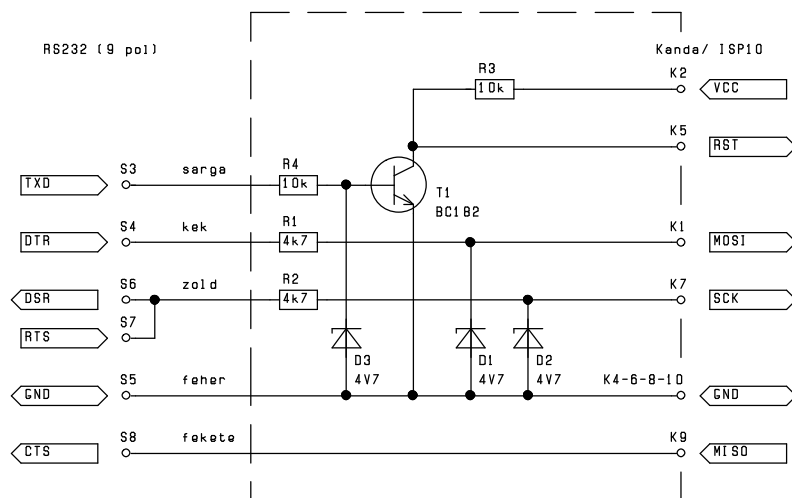 RS232 (9 pol)
Kanda/ ISP10
R3
K2
10k
VCC
K5
RST
S3
sarga
R4
TXD
10k
T1
BC182
S4
kek
R1
K1
DTR
4k7
MOSI
S6
zold
R2
K7
DSR
4k7
SCK
S7
RTS
D3
D1
D2
4V7
4V7
4V7
S5
feher
K4-6-8-10
GND
GND
S8
fekete
K9
CTS
MISO